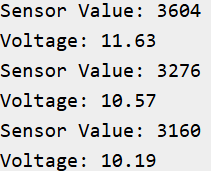 Sensor Value: 3604
Voltage: 11.63
Sensor Value: 3276
Voltage: 10.57
Sensor Value: 3160
Voltage: 10.19